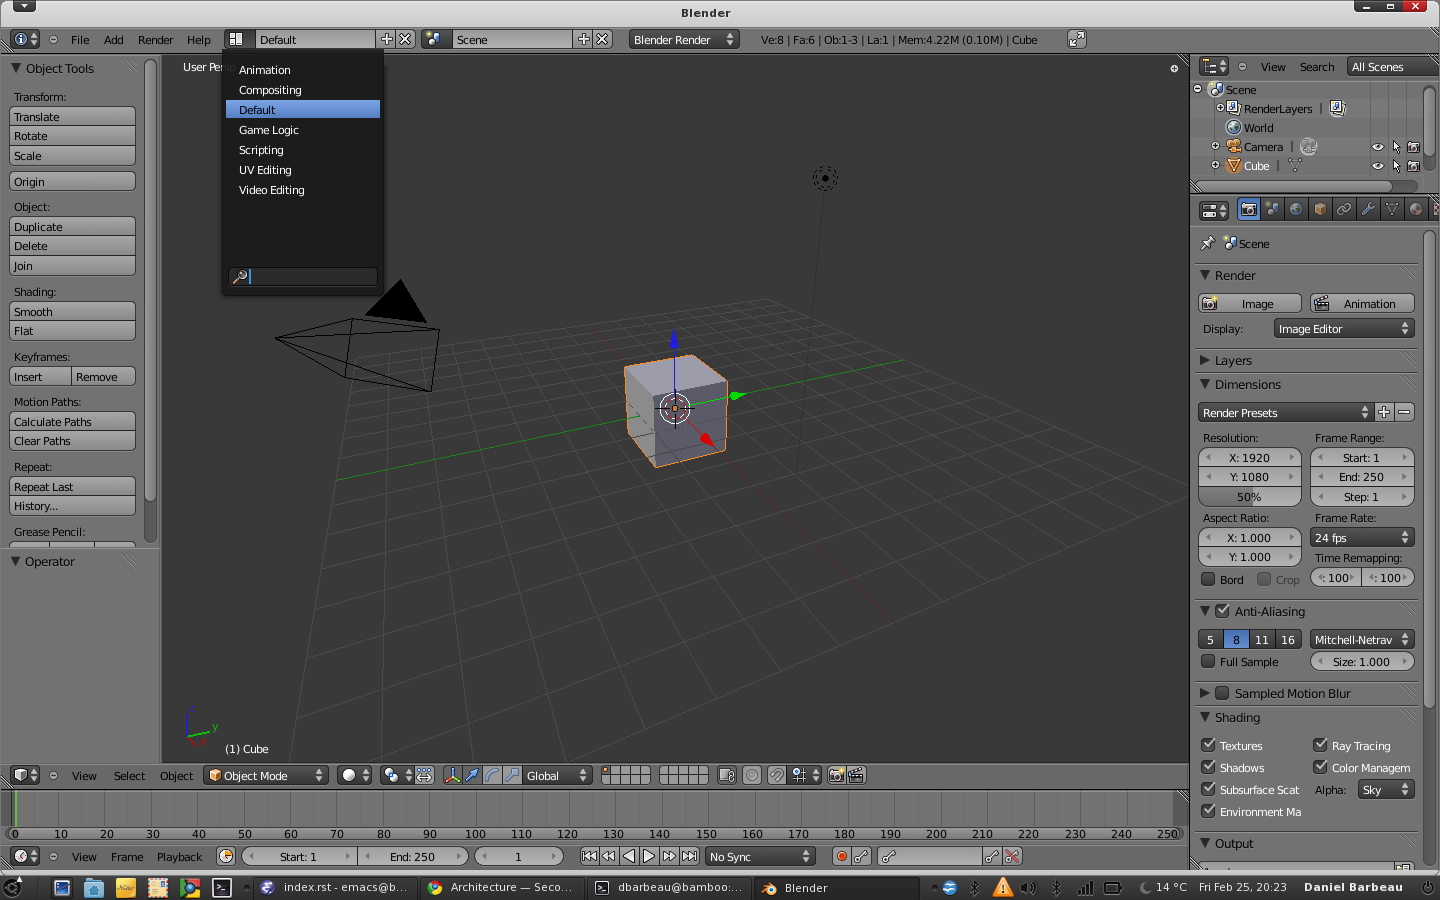 Blender
File Add Render Help Default Scene Blender Render Ve:8 | Fa:6 | Ob:1-3 | La:1 | Mem:4.22M (0.10M) | Cube
Object Tools
Transform:
Translate
Rotate
Scale
Origin
Object:
Duplicate
Delete
Join
Shading:
Smooth
Flat
Keyframes:
Insert Remove
Motion Paths:
Calculate Paths
Clear Paths
Repeat:
Repeat Last
History...
Grease Pencil:
Operator
User Persp
Animation
Compositing
Default
Game Logic
Scripting
UV Editing
Video Editing
z
y
x
(1) Cube
View Search All Scenes
Scene
RenderLayers |
World
Camera |
Cube |
Scene
Render
Image Animation
Display: Image Editor
Layers
Dimensions
Render Presets
Resolution: Frame Range:
X: 1920 Start: 1
Y: 1080 End: 250
50% Step: 1
Aspect Ratio: Frame Rate:
X: 1.000 24 fps
Y: 1.000 Time Remapping:
Bord Crop : 100 : 100
Anti-Aliasing
5 8 11 16 Mitchell-Netrav
Full Sample Size: 1.000
Sampled Motion Blur
Shading
Textures Ray Tracing
Shadows Color Managem
Subsurface Scat Alpha: Sky
Environment Ma
Output
View Select Object Object Mode Global
0 10 20 30 40 50 60 70 80 90 100 110 120 130 140 150 160 170 180 190 200 210 220 230 240 250
View Frame Playback Start: 1 End: 250 1 No Sync
index.rst - emacs@b... Architecture — Seco... dbarbeau@bamboo:... Blender 14 °C Fri Feb 25, 20:23 Daniel Barbeau